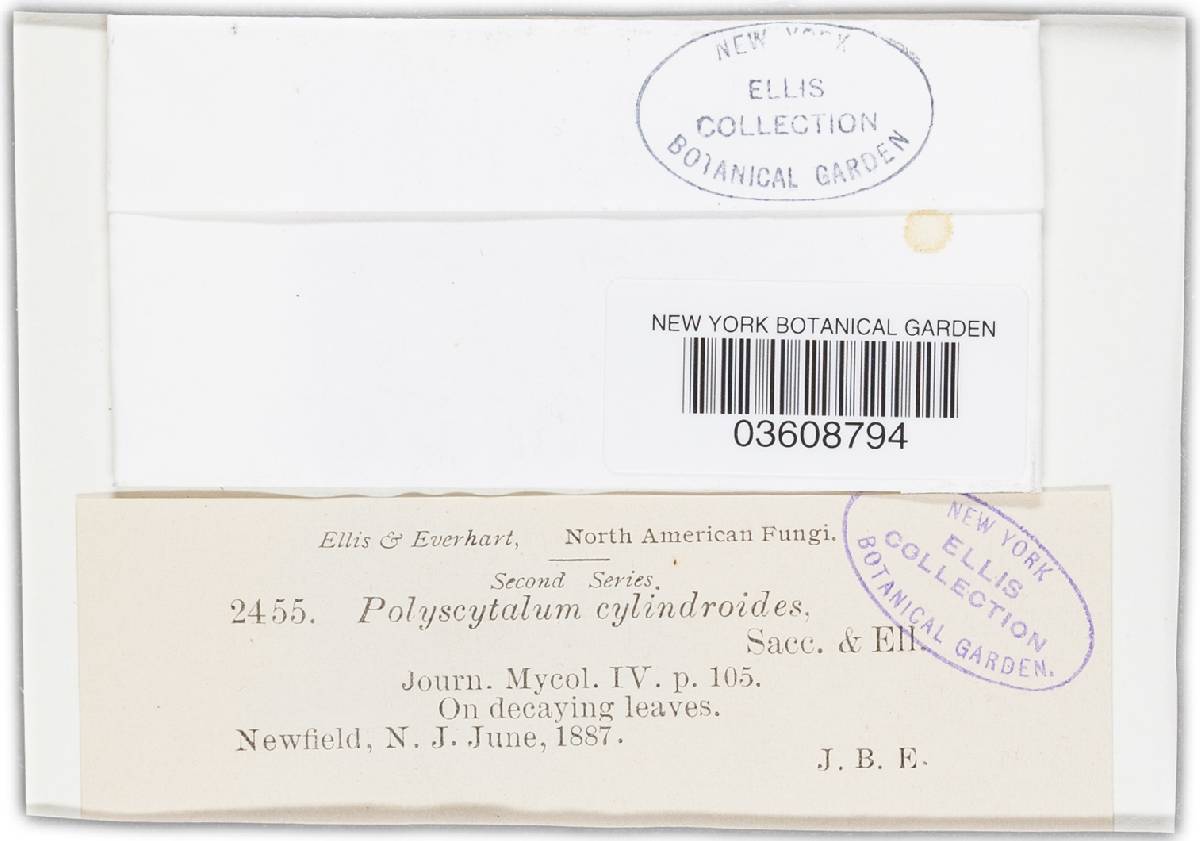 NEW YORK
ELLIS
COLLECTION
BOTANICAL GARDEN
NEW YORK BOTANICAL GARDEN
03608794
Ellis & Everhart, North American Fungi.
Second Series.
2455. Polyscytalum cylindroides,
Sacc. & Ell.
Journ. Mycol. IV. p. 105.
On decaying leaves.
Newfield, N. J. June, 1887.
J. B. E.
NEW YORK
ELLIS
COLLECTION
BOTANICAL GARDEN.